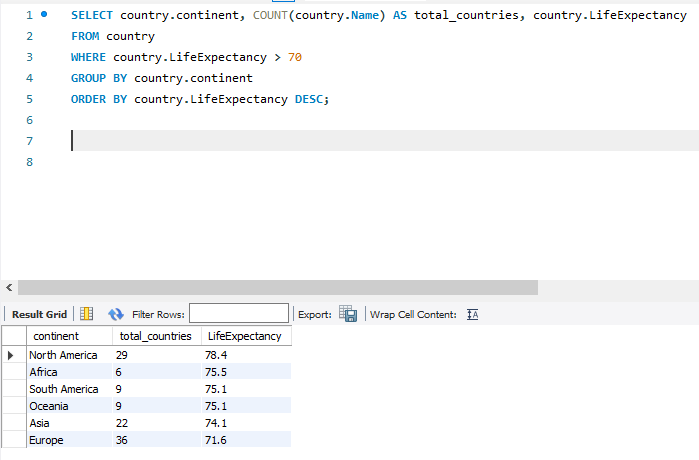 1 SELECT country.continent, COUNT(country.Name) AS total_countries, country.LifeExpectancy
2 FROM country
3 WHERE country.LifeExpectancy > 70
4 GROUP BY country.continent
5 ORDER BY country.LifeExpectancy DESC;
6
7
8
Result Grid Filter Rows: Export: Wrap Cell Content:
continent total_countries LifeExpectancy
North America 29 78.4
Africa 6 75.5
South America 9 75.1
Oceania 9 75.1
Asia 22 74.1
Europe 36 71.6